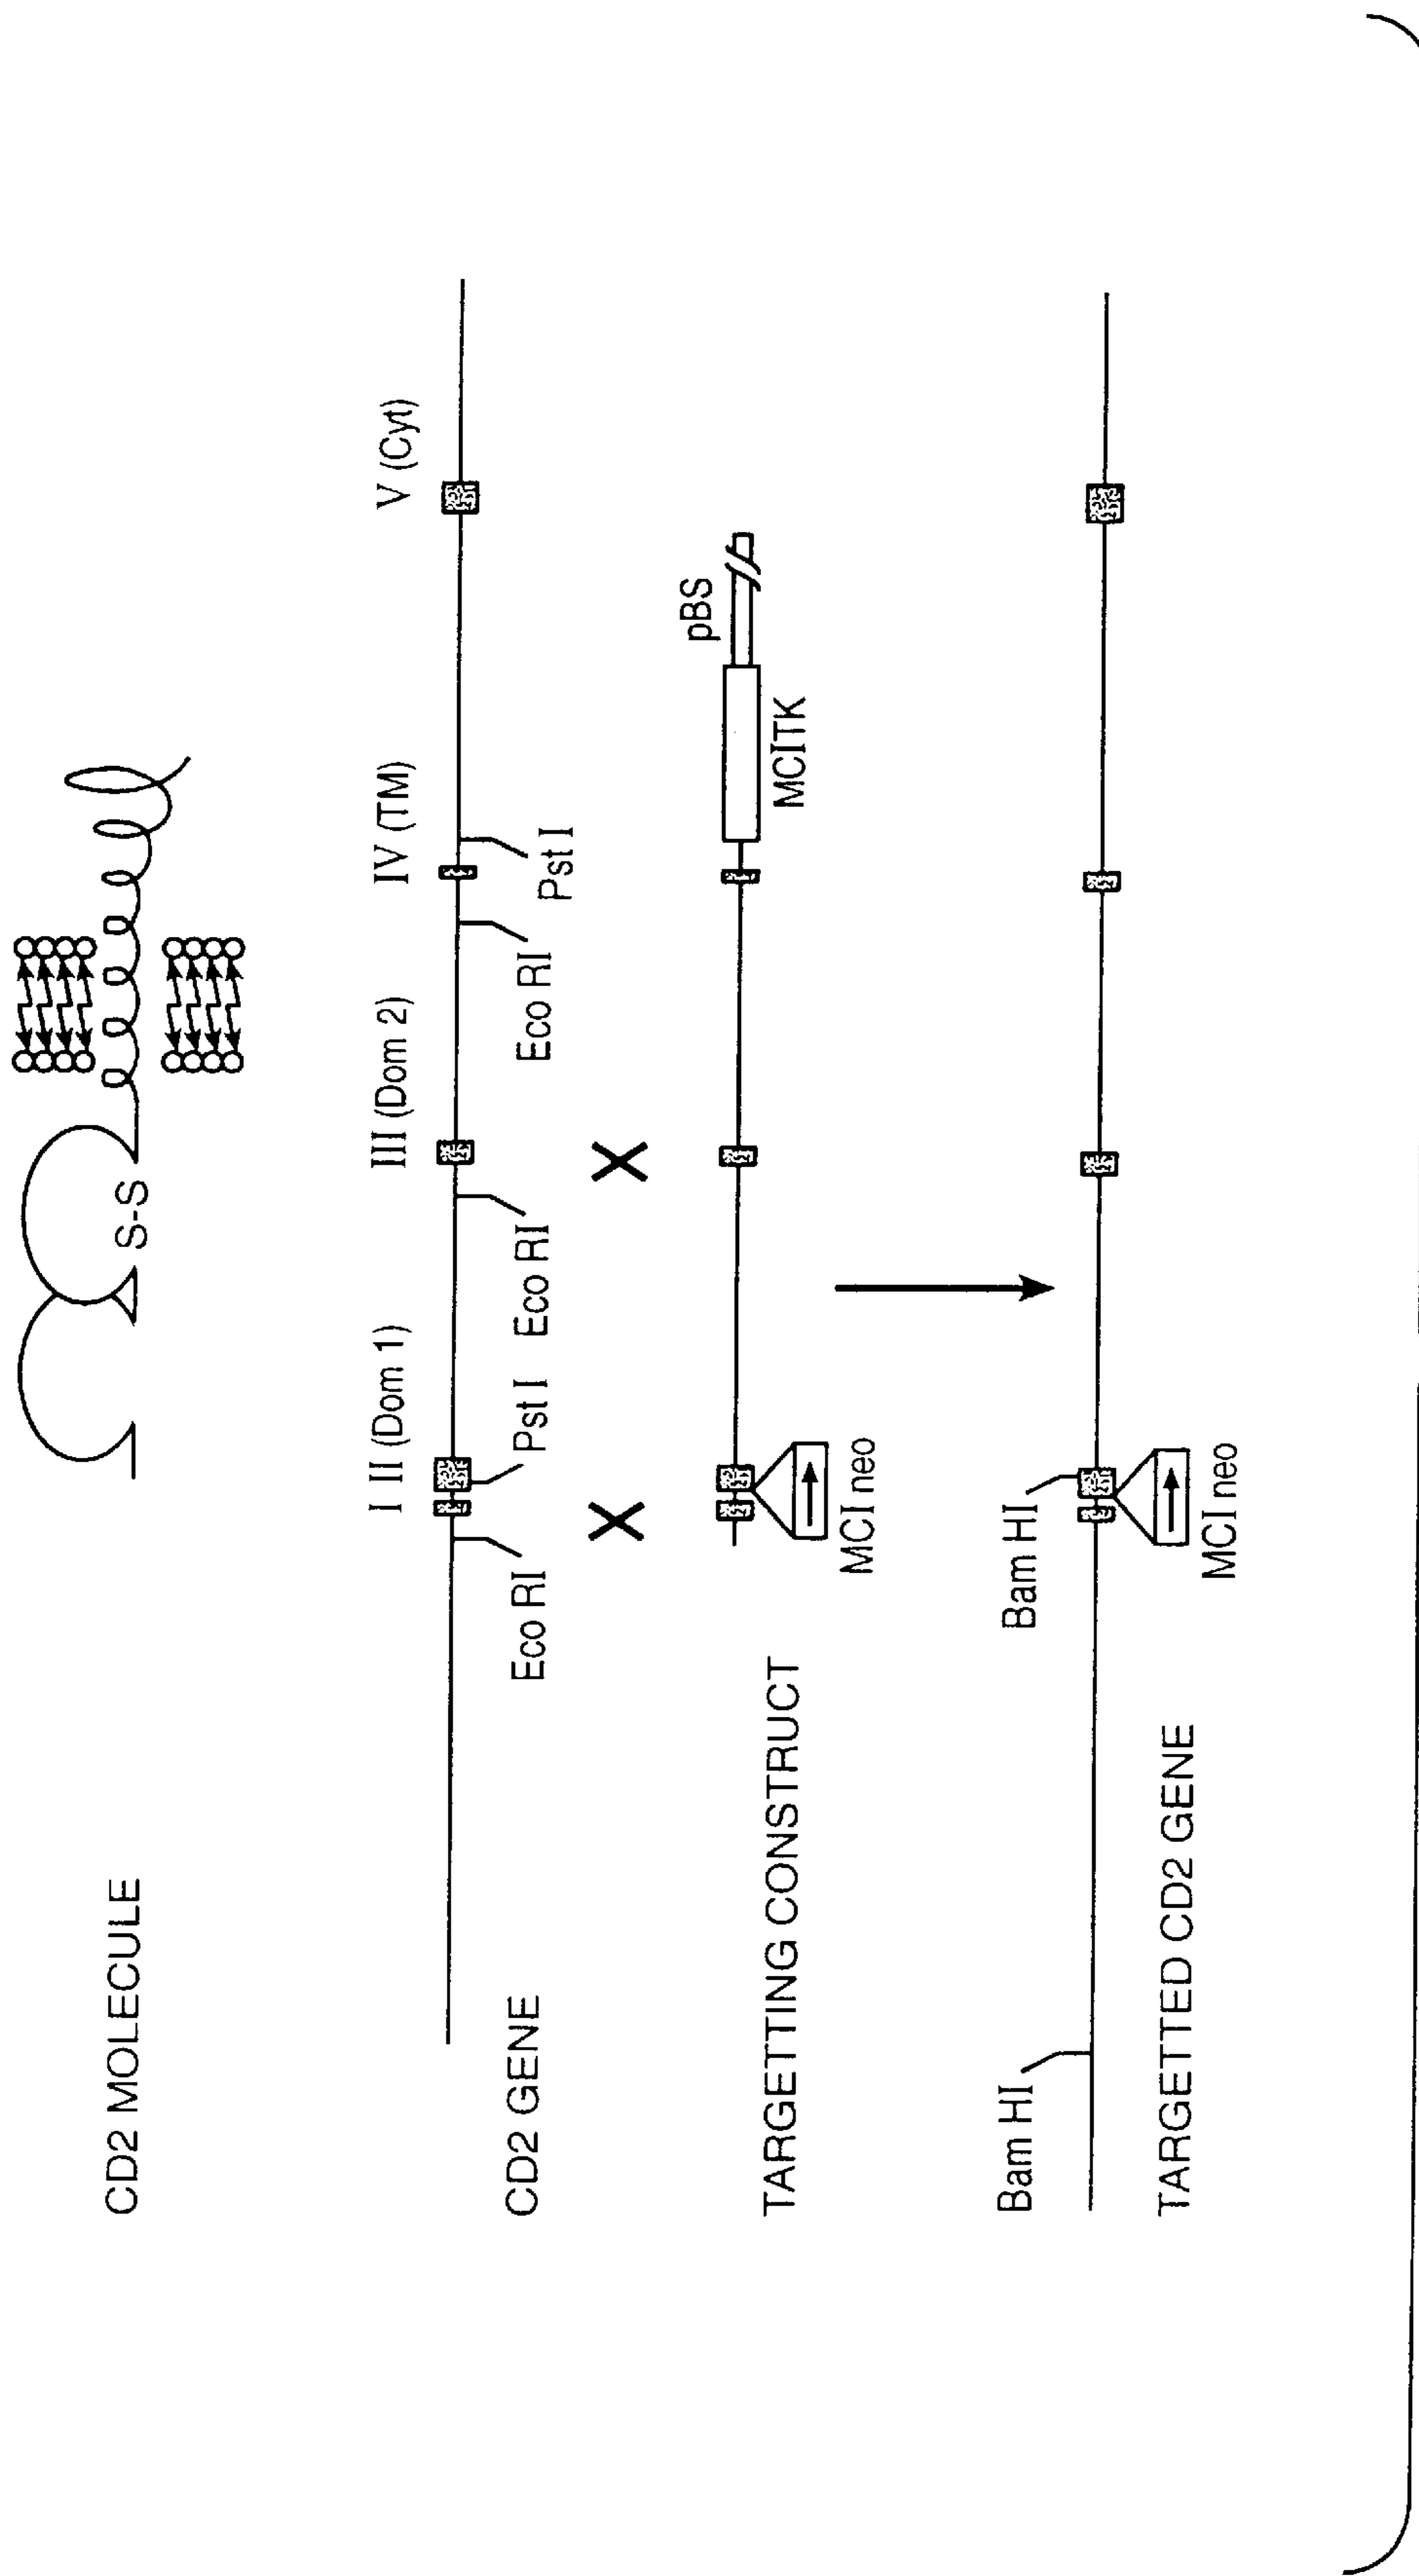 CD2 MOLECULE
S-S
I II (Dom 1)
III (Dom 2)
IV (TM)
V (Cyt)
Eco RI
Pst I
Eco RI
Eco RI
Pst I
CD2 GENE
X
X
pBS
MCITK
MCI neo
TARGETTING CONSTRUCT
Bam HI
Bam HI
MCI neo
TARGETTED CD2 GENE